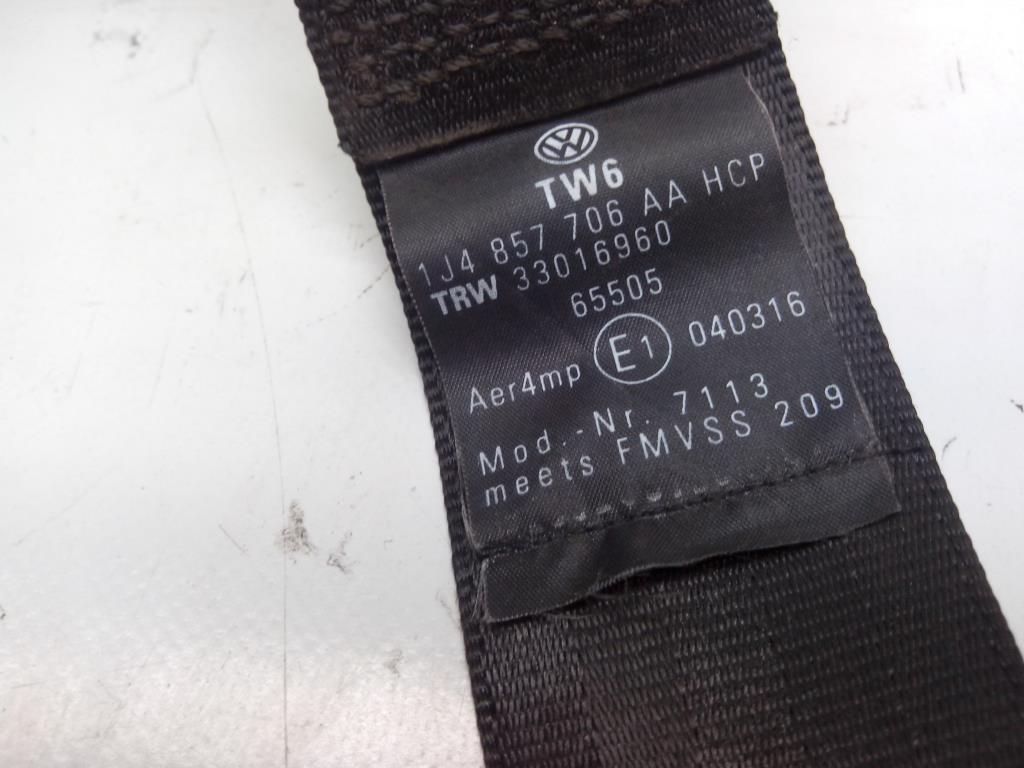 TW6
1J4 857 706 AA HCP
TRW 33016960
65505
Aer4mp E1 040316
Mod.-Nr. 7113
meets FMVSS 209